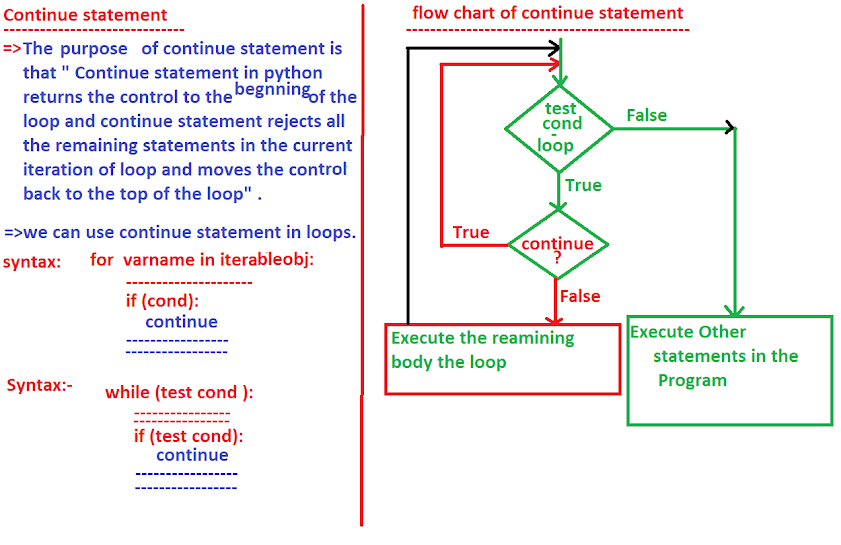 Continue statement
=>The purpose of continue statement is
that " Continue statement in python
returns the control to the begnning of the
loop and continue statement rejects all
the remaining statements in the current
iteration of loop and moves the control
back to the top of the loop" .
=>we can use continue statement in loops.
syntax: for varname in iterableobj:
---------------------
if (cond):
continue
-----------------
-----------------
Syntax:- while (test cond ):
----------------
----------------
if (test cond):
continue
-----------------
-----------------
flow chart of continue statement
test
cond
-
loop
False
True
True
continue
?
False
Execute the reamining
body the loop
Execute Other
statements in the
Program